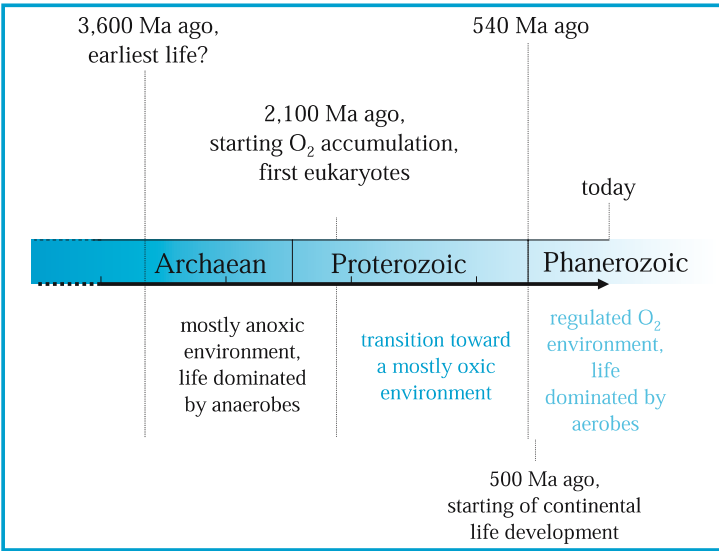 3,600 Ma ago,
earliest life?
540 Ma ago
2,100 Ma ago,
starting O₂ accumulation,
first eukaryotes
today
Archaean
Proterozoic
Phanerozoic
mostly anoxic
environment,
life dominated
by anaerobes
transition toward
a mostly oxic
environment
regulated O₂
environment,
life
dominated by
aerobes
500 Ma ago,
starting of continental
life development